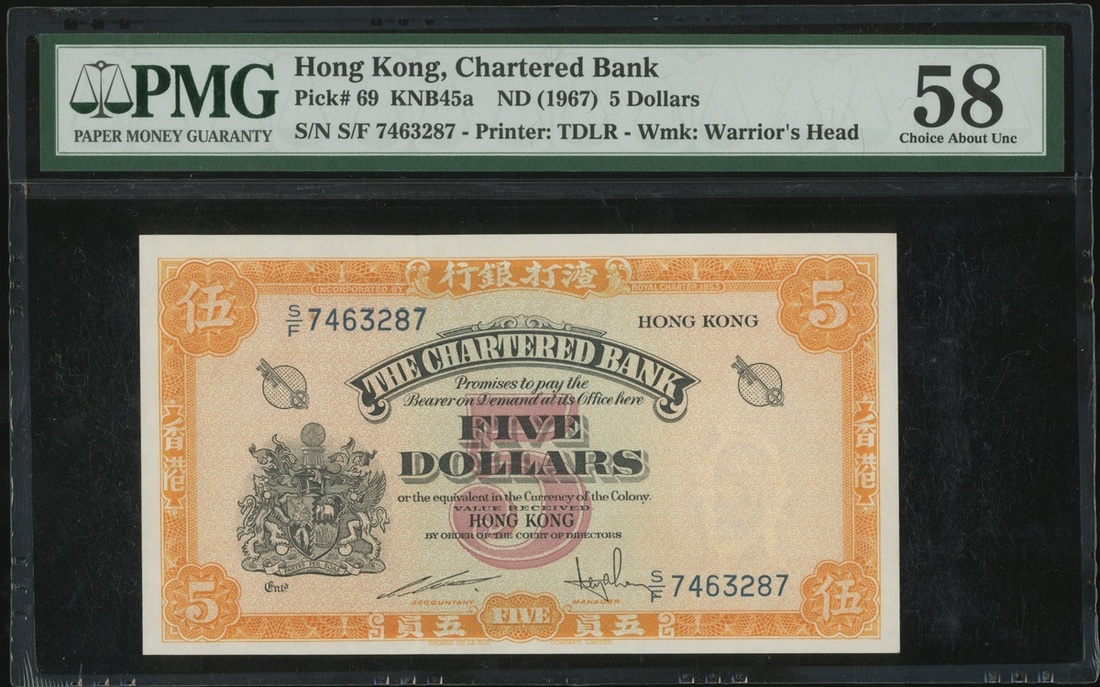 PMG
PAPER MONEY GUARANTY
Hong Kong, Chartered Bank
Pick# 69 KNB45a ND (1967) 5 Dollars
S/N S/F 7463287 - Printer: TDLR - Wmk: Warrior's Head
58
Choice About Unc
行銀打渣
INCORPORATED BY
ROYAL CHARTER 1853
伍
5
S/F 7463287
HONG KONG
THE CHARTERED BANK
Promises to pay the
Bearer on Demand at its Office here
5
FIVE
DOLLARS
or the equivalent in the Currency of the Colony.
VALUE RECEIVED
HONG KONG
BY ORDER OF THE COURT OF DIRECTORS
香港
香港
Entd
ACCOUNTANT
MANAGER
S/F 7463287
5
員五
FIVE
員五
伍